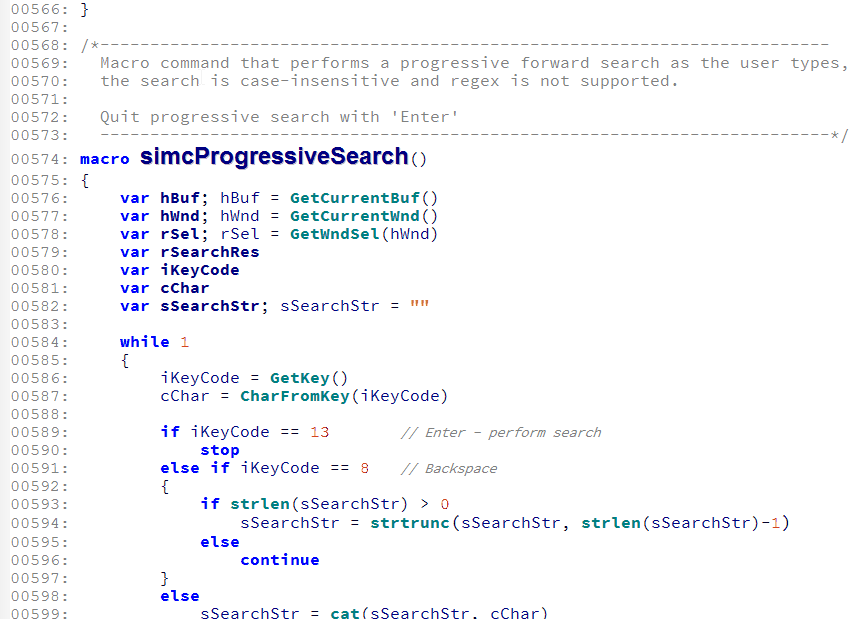 00566: }
00567:
00568: /*-------------------------------------------------------------------------
00569:   Macro command that performs a progressive forward search as the user types,
00570:   the search is case-insensitive and regex is not supported.
00571:
00572:   Quit progressive search with 'Enter'
00573:   -------------------------------------------------------------------------*/
00574: macro simcProgressiveSearch()
00575: {
00576:     var hBuf; hBuf = GetCurrentBuf()
00577:     var hWnd; hWnd = GetCurrentWnd()
00578:     var rSel; rSel = GetWndSel(hWnd)
00579:     var rSearchRes
00580:     var iKeyCode
00581:     var cChar
00582:     var sSearchStr; sSearchStr = ""
00583:
00584:     while 1
00585:     {
00586:         iKeyCode = GetKey()
00587:         cChar = CharFromKey(iKeyCode)
00588:
00589:         if iKeyCode == 13       // Enter - perform search
00590:             stop
00591:         else if iKeyCode == 8   // Backspace
00592:         {
00593:             if strlen(sSearchStr) > 0
00594:                 sSearchStr = strtrunc(sSearchStr, strlen(sSearchStr)-1)
00595:             else
00596:                 continue
00597:         }
00598:         else
00599:             sSearchStr = cat(sSearchStr, cChar)